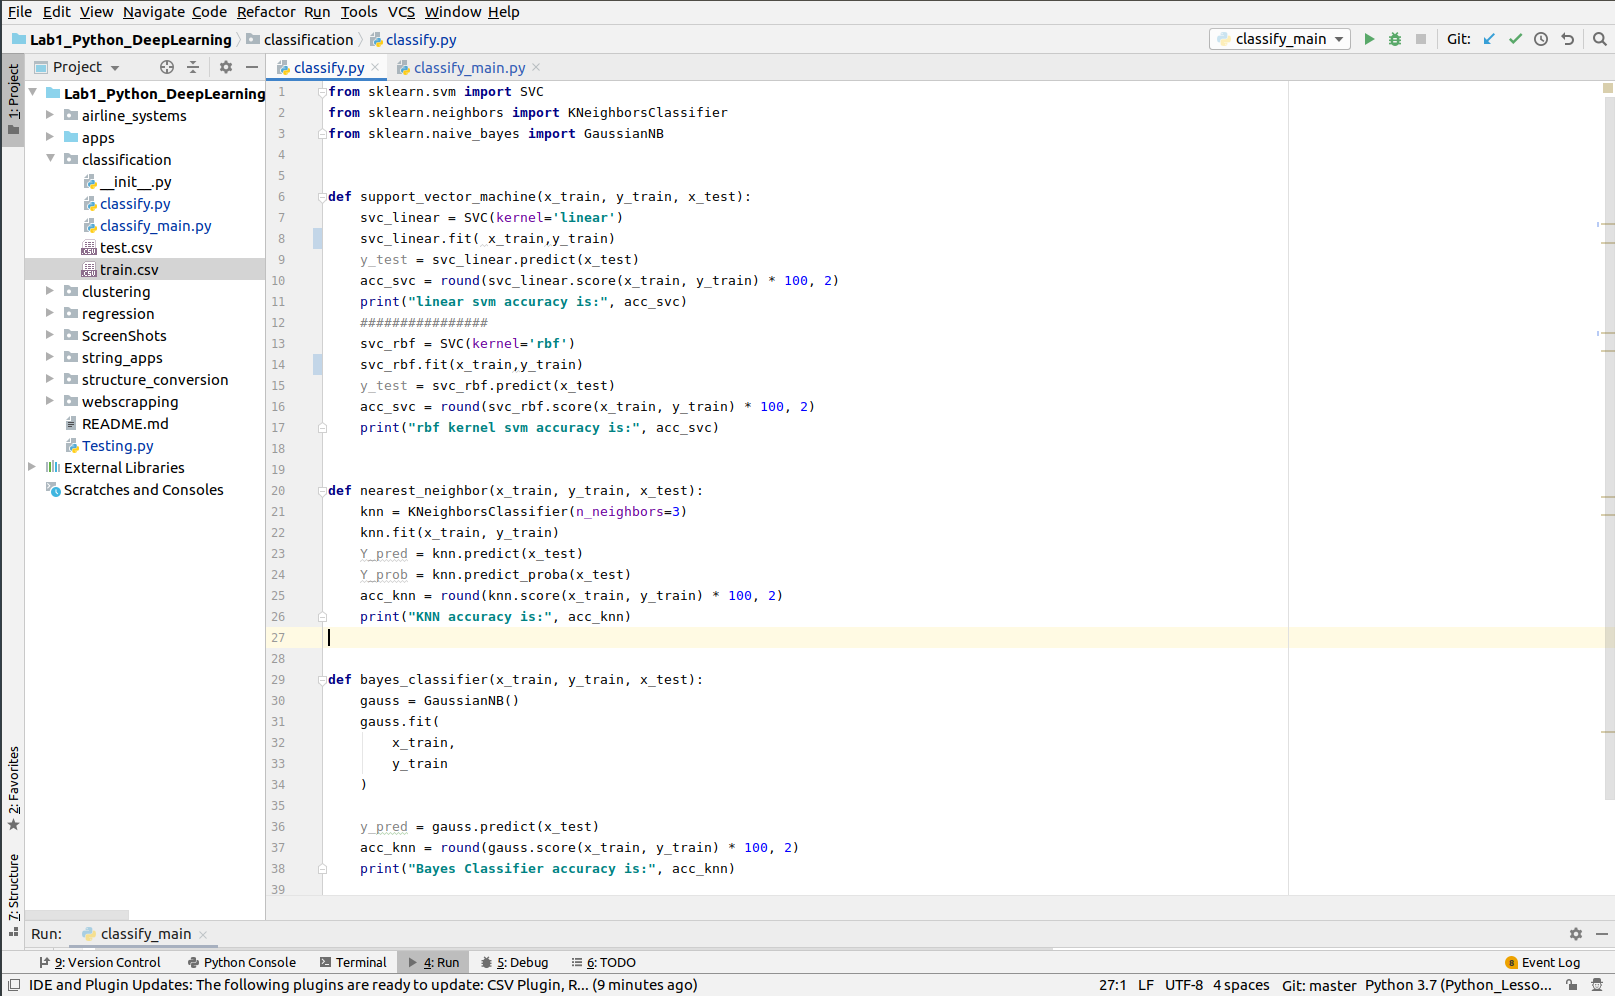 File Edit View Navigate Code Refactor Run Tools VCS Window Help
Lab1_Python_DeepLearning classification classify.py classify_main Git:
1: Project
Project
classify.py classify_main.py
Lab1_Python_DeepLearning
airline_systems
apps
classification
__init__.py
classify.py
classify_main.py
test.csv
train.csv
clustering
regression
ScreenShots
string_apps
structure_conversion
webscrapping
README.md
Testing.py
External Libraries
Scratches and Consoles
2: Favorites
7: Structure
1 from sklearn.svm import SVC
2 from sklearn.neighbors import KNeighborsClassifier
3 from sklearn.naive_bayes import GaussianNB
4
5
6 def support_vector_machine(x_train, y_train, x_test):
7 svc_linear = SVC(kernel='linear')
8 svc_linear.fit( x_train,y_train)
9 y_test = svc_linear.predict(x_test)
10 acc_svc = round(svc_linear.score(x_train, y_train) * 100, 2)
11 print("linear svm accuracy is:", acc_svc)
12 ################
13 svc_rbf = SVC(kernel='rbf')
14 svc_rbf.fit(x_train,y_train)
15 y_test = svc_rbf.predict(x_test)
16 acc_svc = round(svc_rbf.score(x_train, y_train) * 100, 2)
17 print("rbf kernel svm accuracy is:", acc_svc)
18
19
20 def nearest_neighbor(x_train, y_train, x_test):
21 knn = KNeighborsClassifier(n_neighbors=3)
22 knn.fit(x_train, y_train)
23 Y_pred = knn.predict(x_test)
24 Y_prob = knn.predict_proba(x_test)
25 acc_knn = round(knn.score(x_train, y_train) * 100, 2)
26 print("KNN accuracy is:", acc_knn)
27
28
29 def bayes_classifier(x_train, y_train, x_test):
30 gauss = GaussianNB()
31 gauss.fit(
32 x_train,
33 y_train
34 )
35
36 y_pred = gauss.predict(x_test)
37 acc_knn = round(gauss.score(x_train, y_train) * 100, 2)
38 print("Bayes Classifier accuracy is:", acc_knn)
39
Run: classify_main
9: Version Control Python Console Terminal 4: Run 5: Debug 6: TODO 8 Event Log
IDE and Plugin Updates: The following plugins are ready to update: CSV Plugin, R... (9 minutes ago) 27:1 LF UTF-8 4 spaces Git: master Python 3.7 (Python_Lesso...